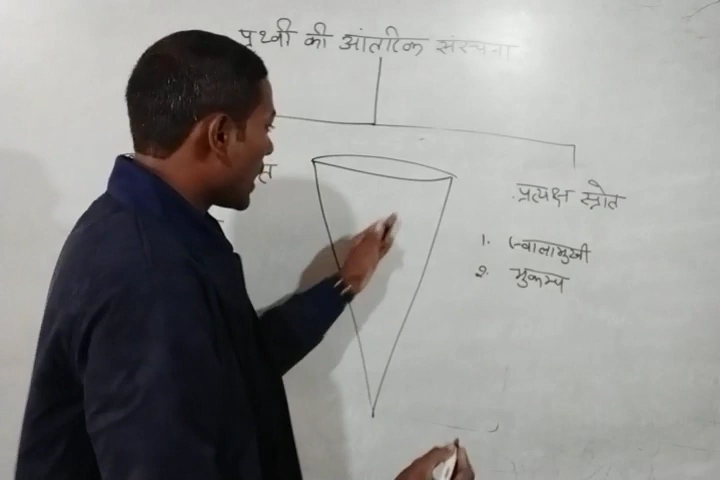 पृथ्वी की आंतरिक संरचना
प्रत्यक्ष स्रोत
1. ज्वालामुखी
2. भुकम्प